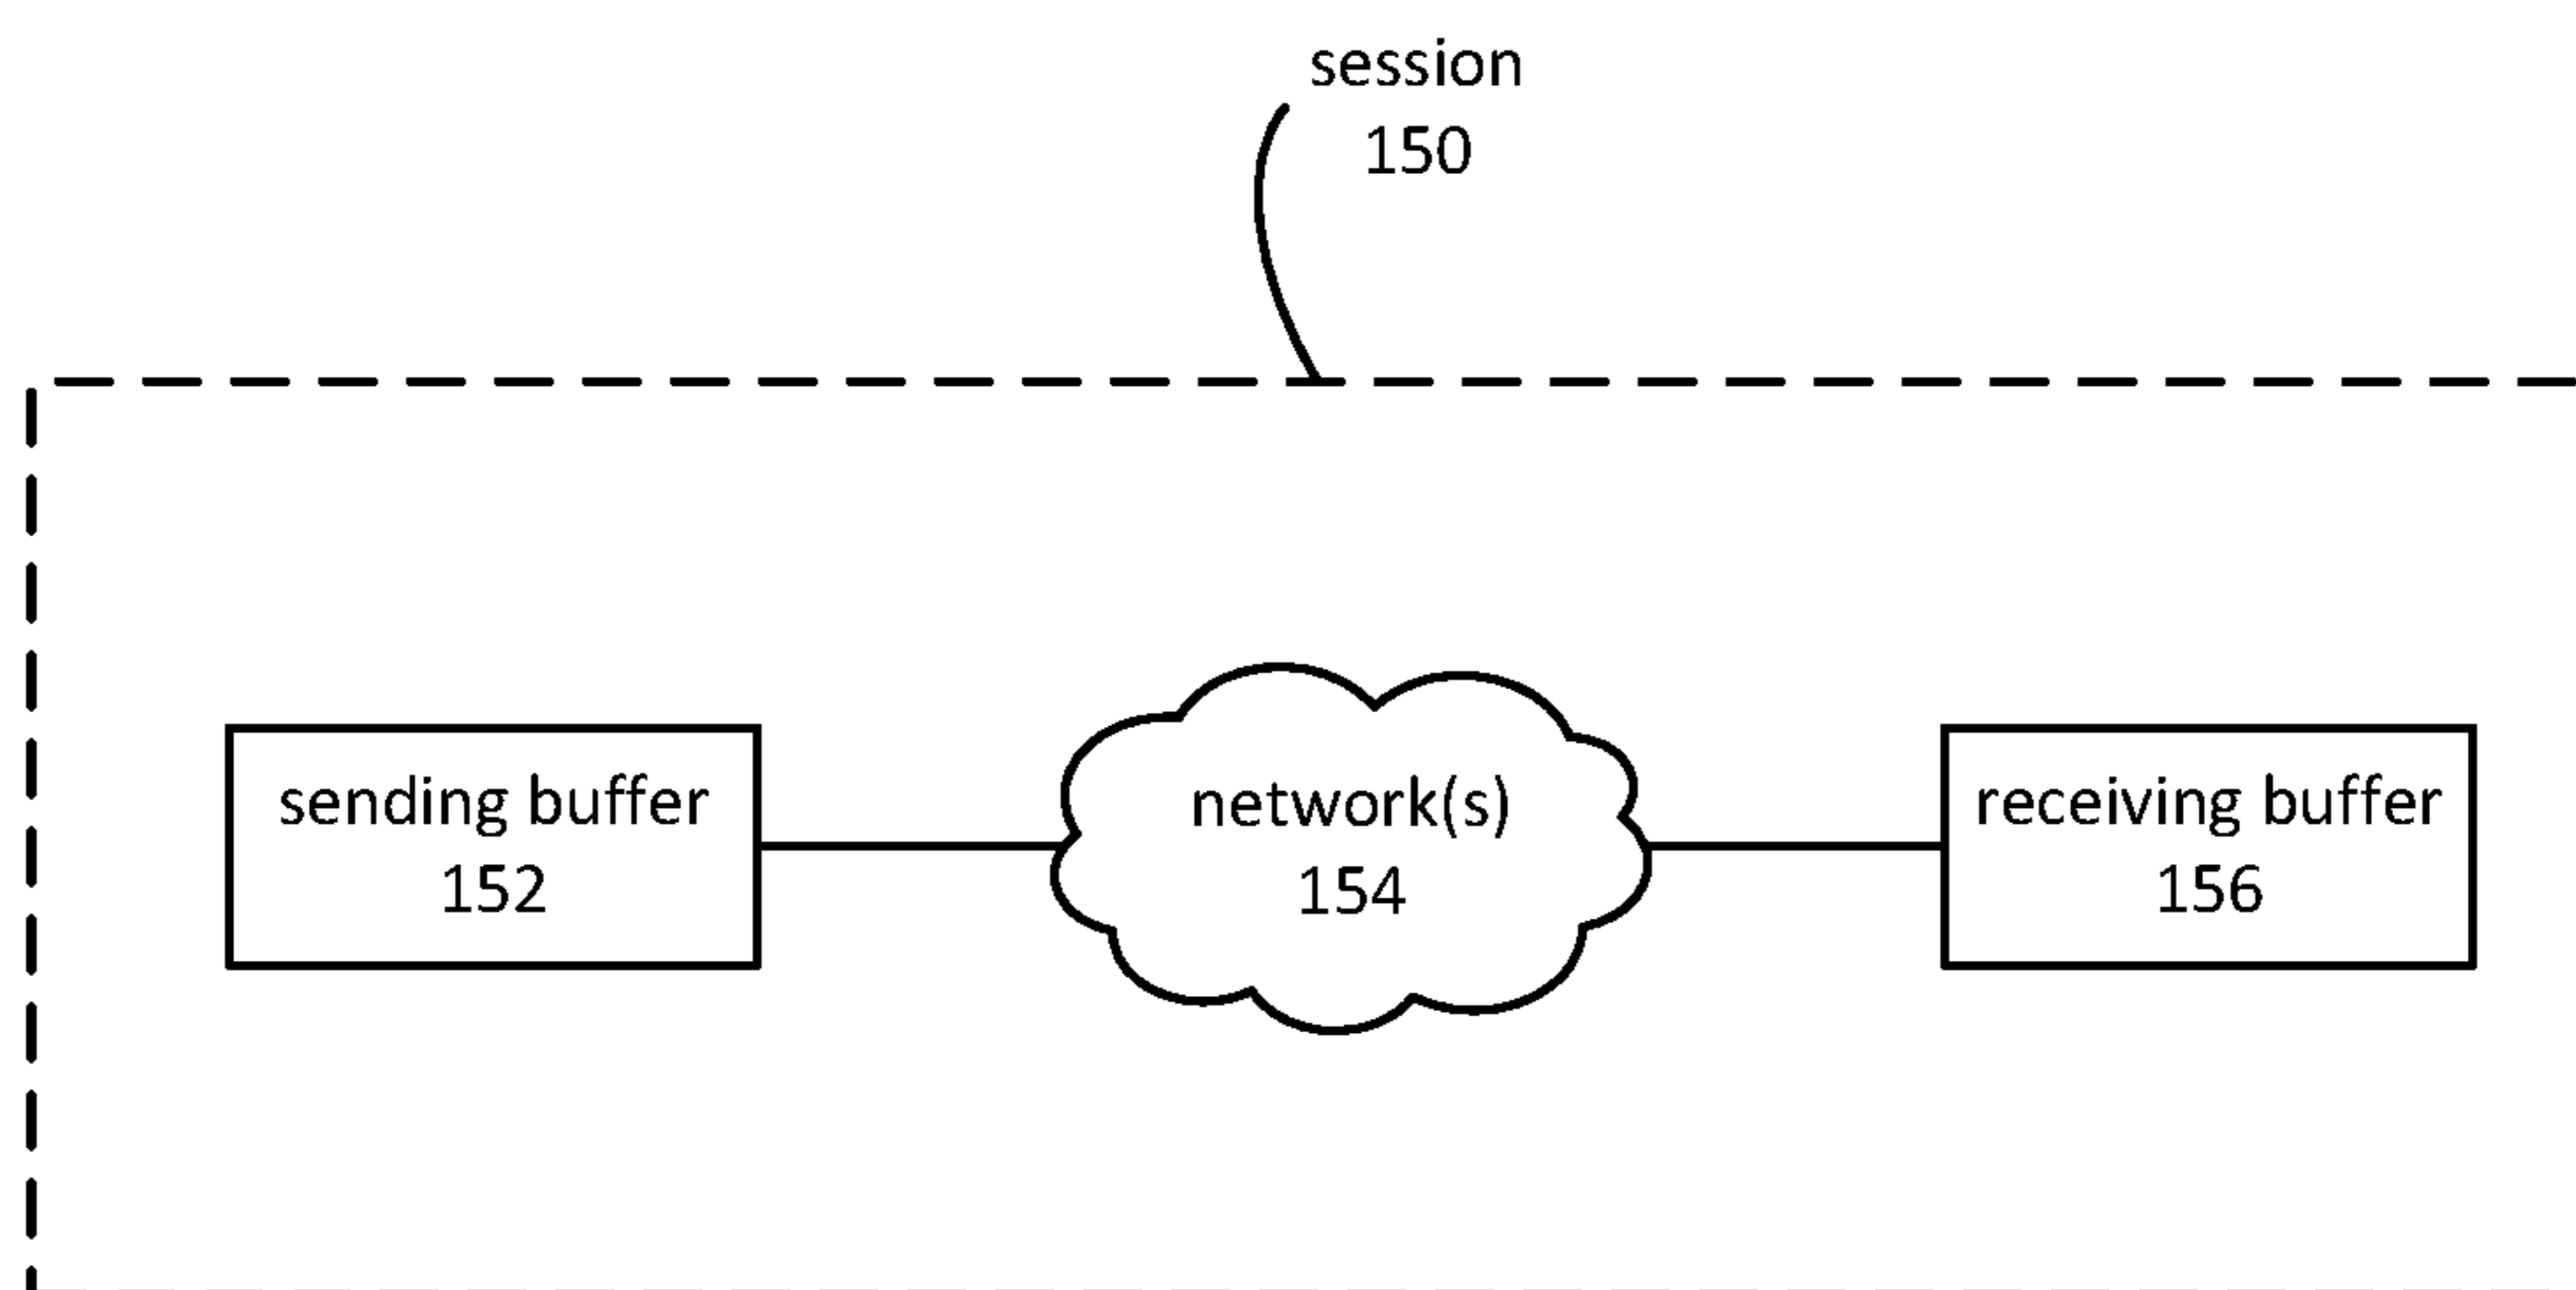 session
150
sending buffer
152
network(s)
154
receiving buffer
156